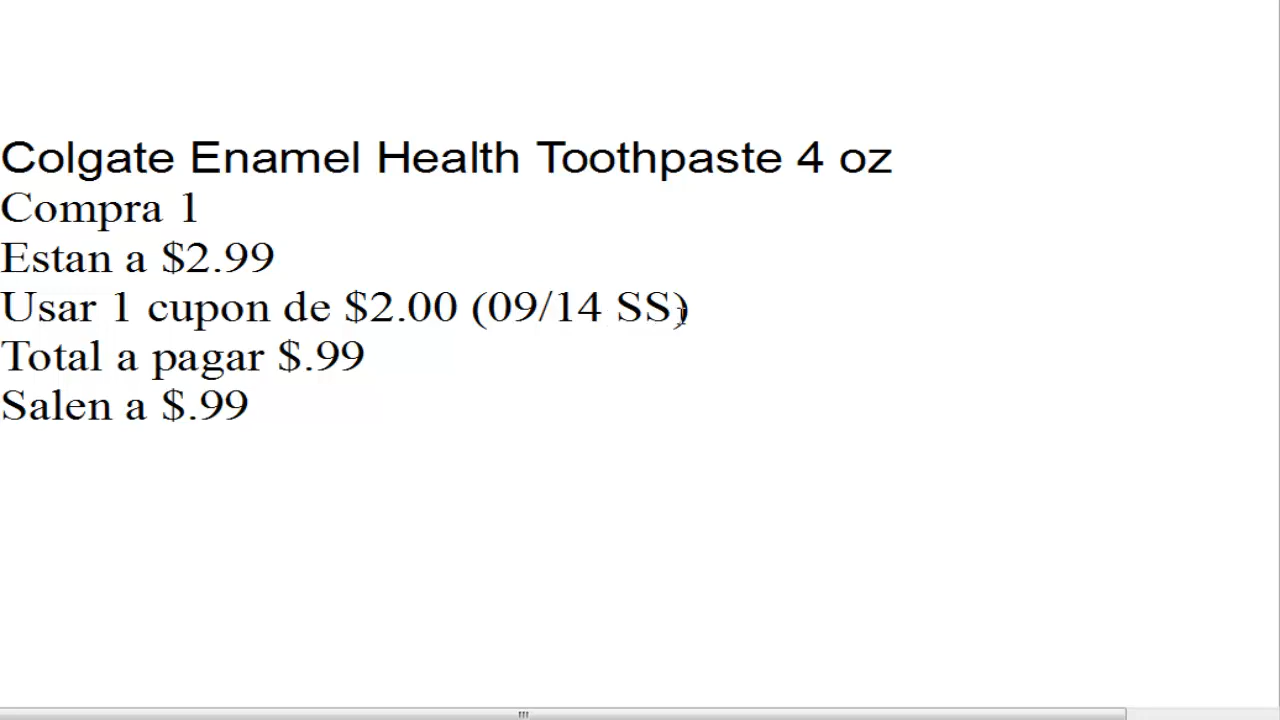 Colgate Enamel Health Toothpaste 4 oz
Compra 1
Estan a $2.99
Usar 1 cupon de $2.00 (09/14 SS)
Total a pagar $.99
Salen a $.99